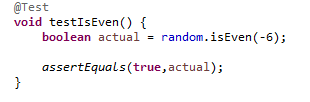 @Test
void testIsEven() {
    boolean actual = random.isEven(-6);
    assertEquals(true,actual);
}